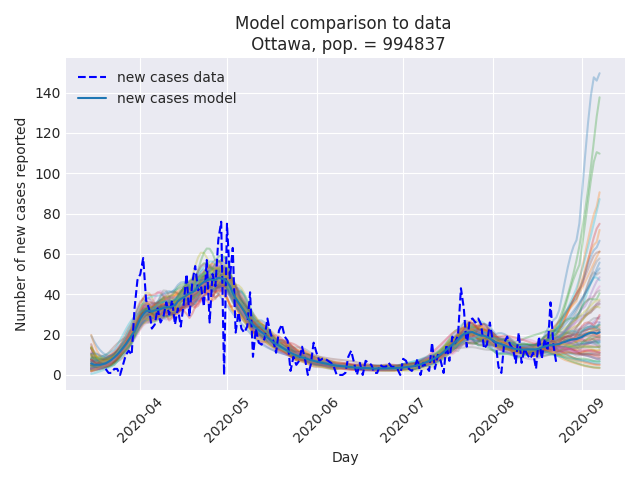 Model comparison to data
Ottawa, pop. = 994837
new cases data
new cases model
Number of new cases reported
140
120
100
80
60
40
20
0
2020-04
2020-05
2020-06
2020-07
2020-08
2020-09
Day